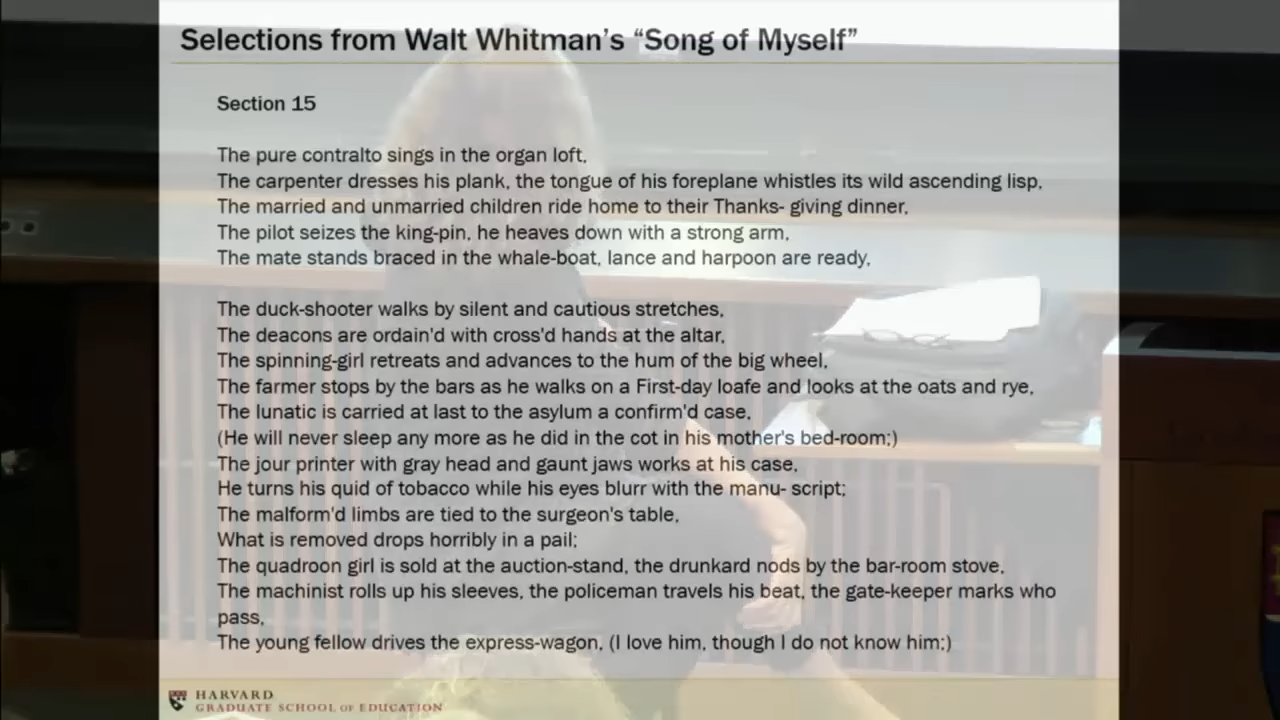 Selections from Walt Whitman's “Song of Myself”
Section 15
The pure contralto sings in the organ loft,
The carpenter dresses his plank, the tongue of his foreplane whistles its wild ascending lisp,
The married and unmarried children ride home to their Thanks- giving dinner,
The pilot seizes the king-pin, he heaves down with a strong arm,
The mate stands braced in the whale-boat, lance and harpoon are ready,
The duck-shooter walks by silent and cautious stretches,
The deacons are ordain'd with cross'd hands at the altar,
The spinning-girl retreats and advances to the hum of the big wheel,
The farmer stops by the bars as he walks on a First-day loafe and looks at the oats and rye,
The lunatic is carried at last to the asylum a confirm'd case,
(He will never sleep any more as he did in the cot in his mother's bed-room;)
The jour printer with gray head and gaunt jaws works at his case,
He turns his quid of tobacco while his eyes blurr with the manu- script;
The malform'd limbs are tied to the surgeon's table,
What is removed drops horribly in a pail;
The quadroon girl is sold at the auction-stand, the drunkard nods by the bar-room stove,
The machinist rolls up his sleeves, the policeman travels his beat, the gate-keeper marks who
pass,
The young fellow drives the express-wagon, (I love him, though I do not know him;)
HARVARD
GRADUATE SCHOOL OF EDUCATION